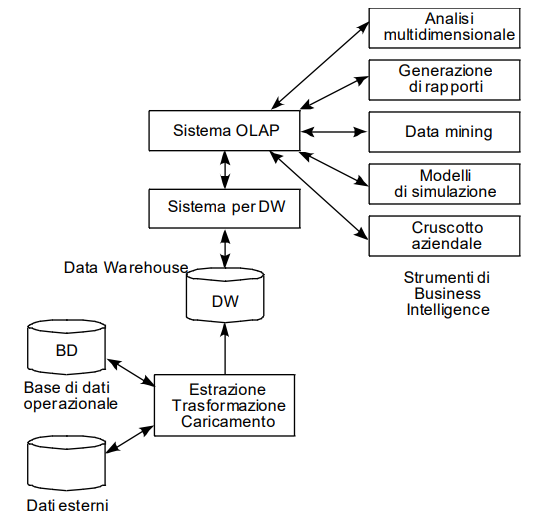 Analisi
multidimensionale
Generazione
di rapporti
Sistema OLAP
Data mining
Modelli
di simulazione
Sistema per DW
Cruscotto
aziendale
Data Warehouse
Strumenti di
Business
Intelligence
DW
BD
Base di dati
operazionale
Estrazione
Trasformazione
Caricamento
Dati esterni